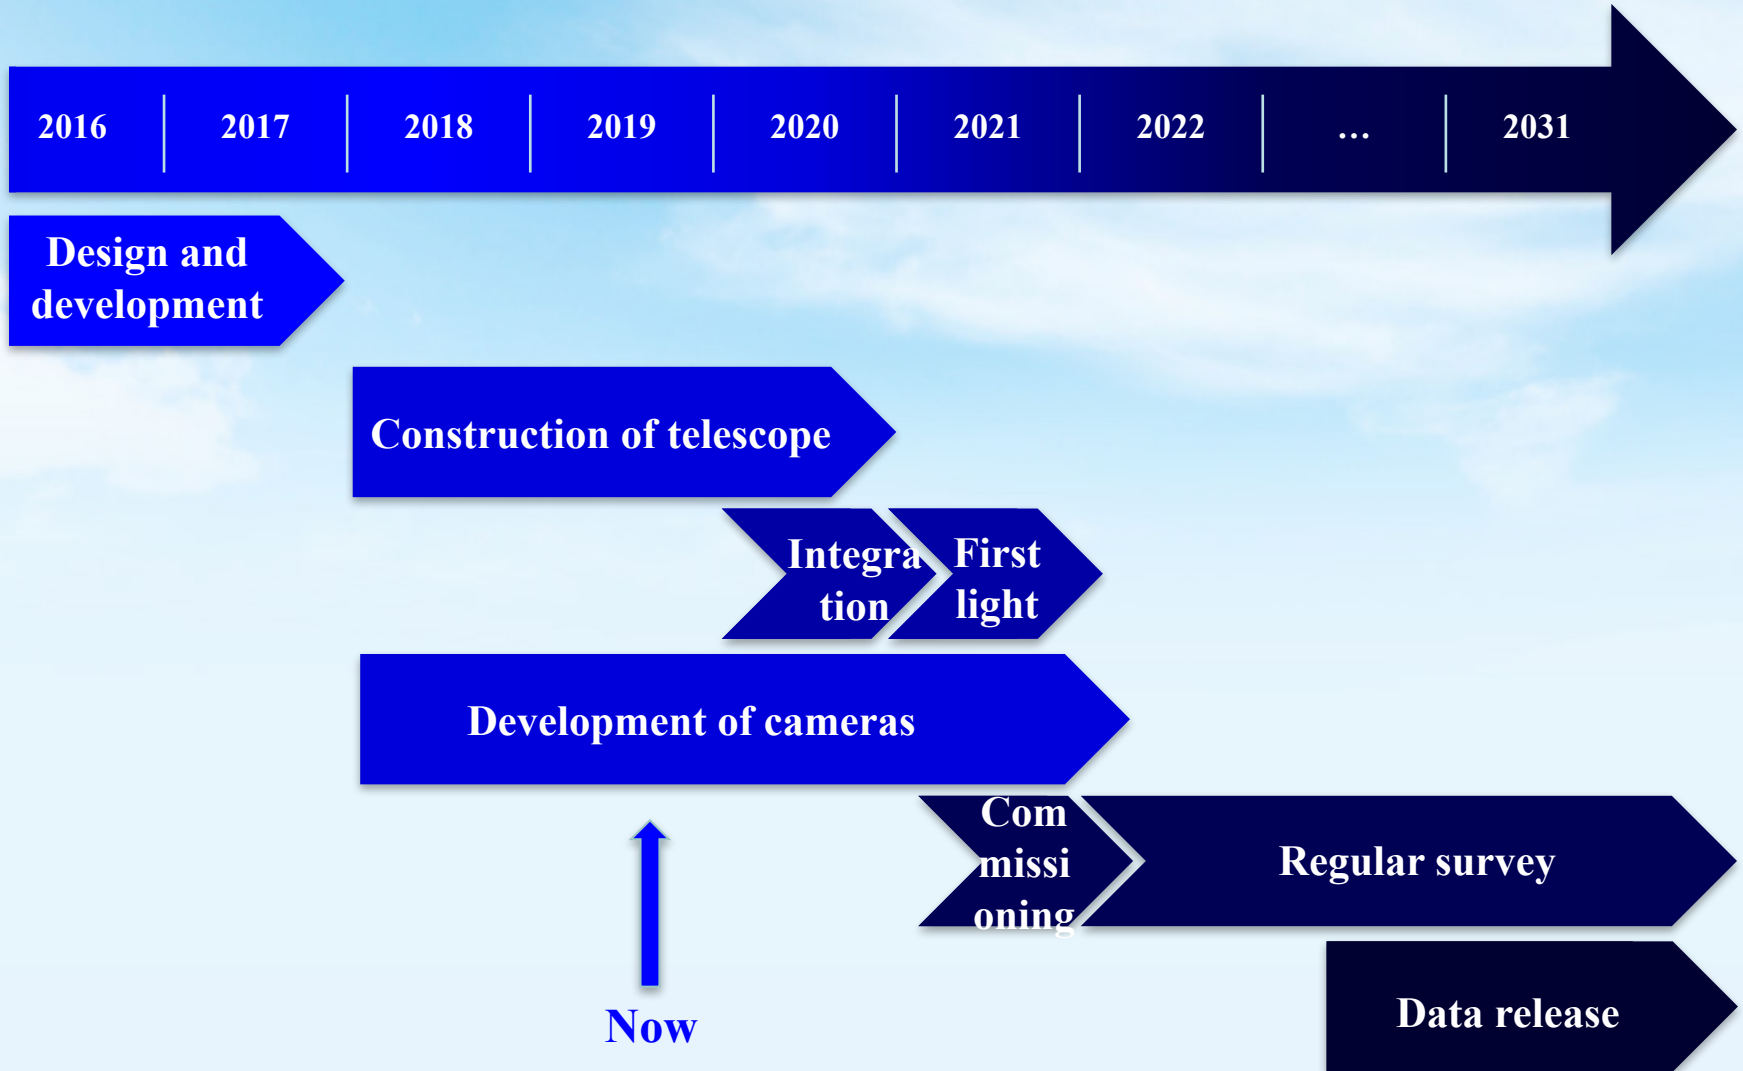 2016 2017 2018 2019 2020 2021 2022 … 2031
Design and
development
Construction of telescope
Integra
tion
First
light
Development of cameras
Com
missi
oning
Regular survey
Data release
Now